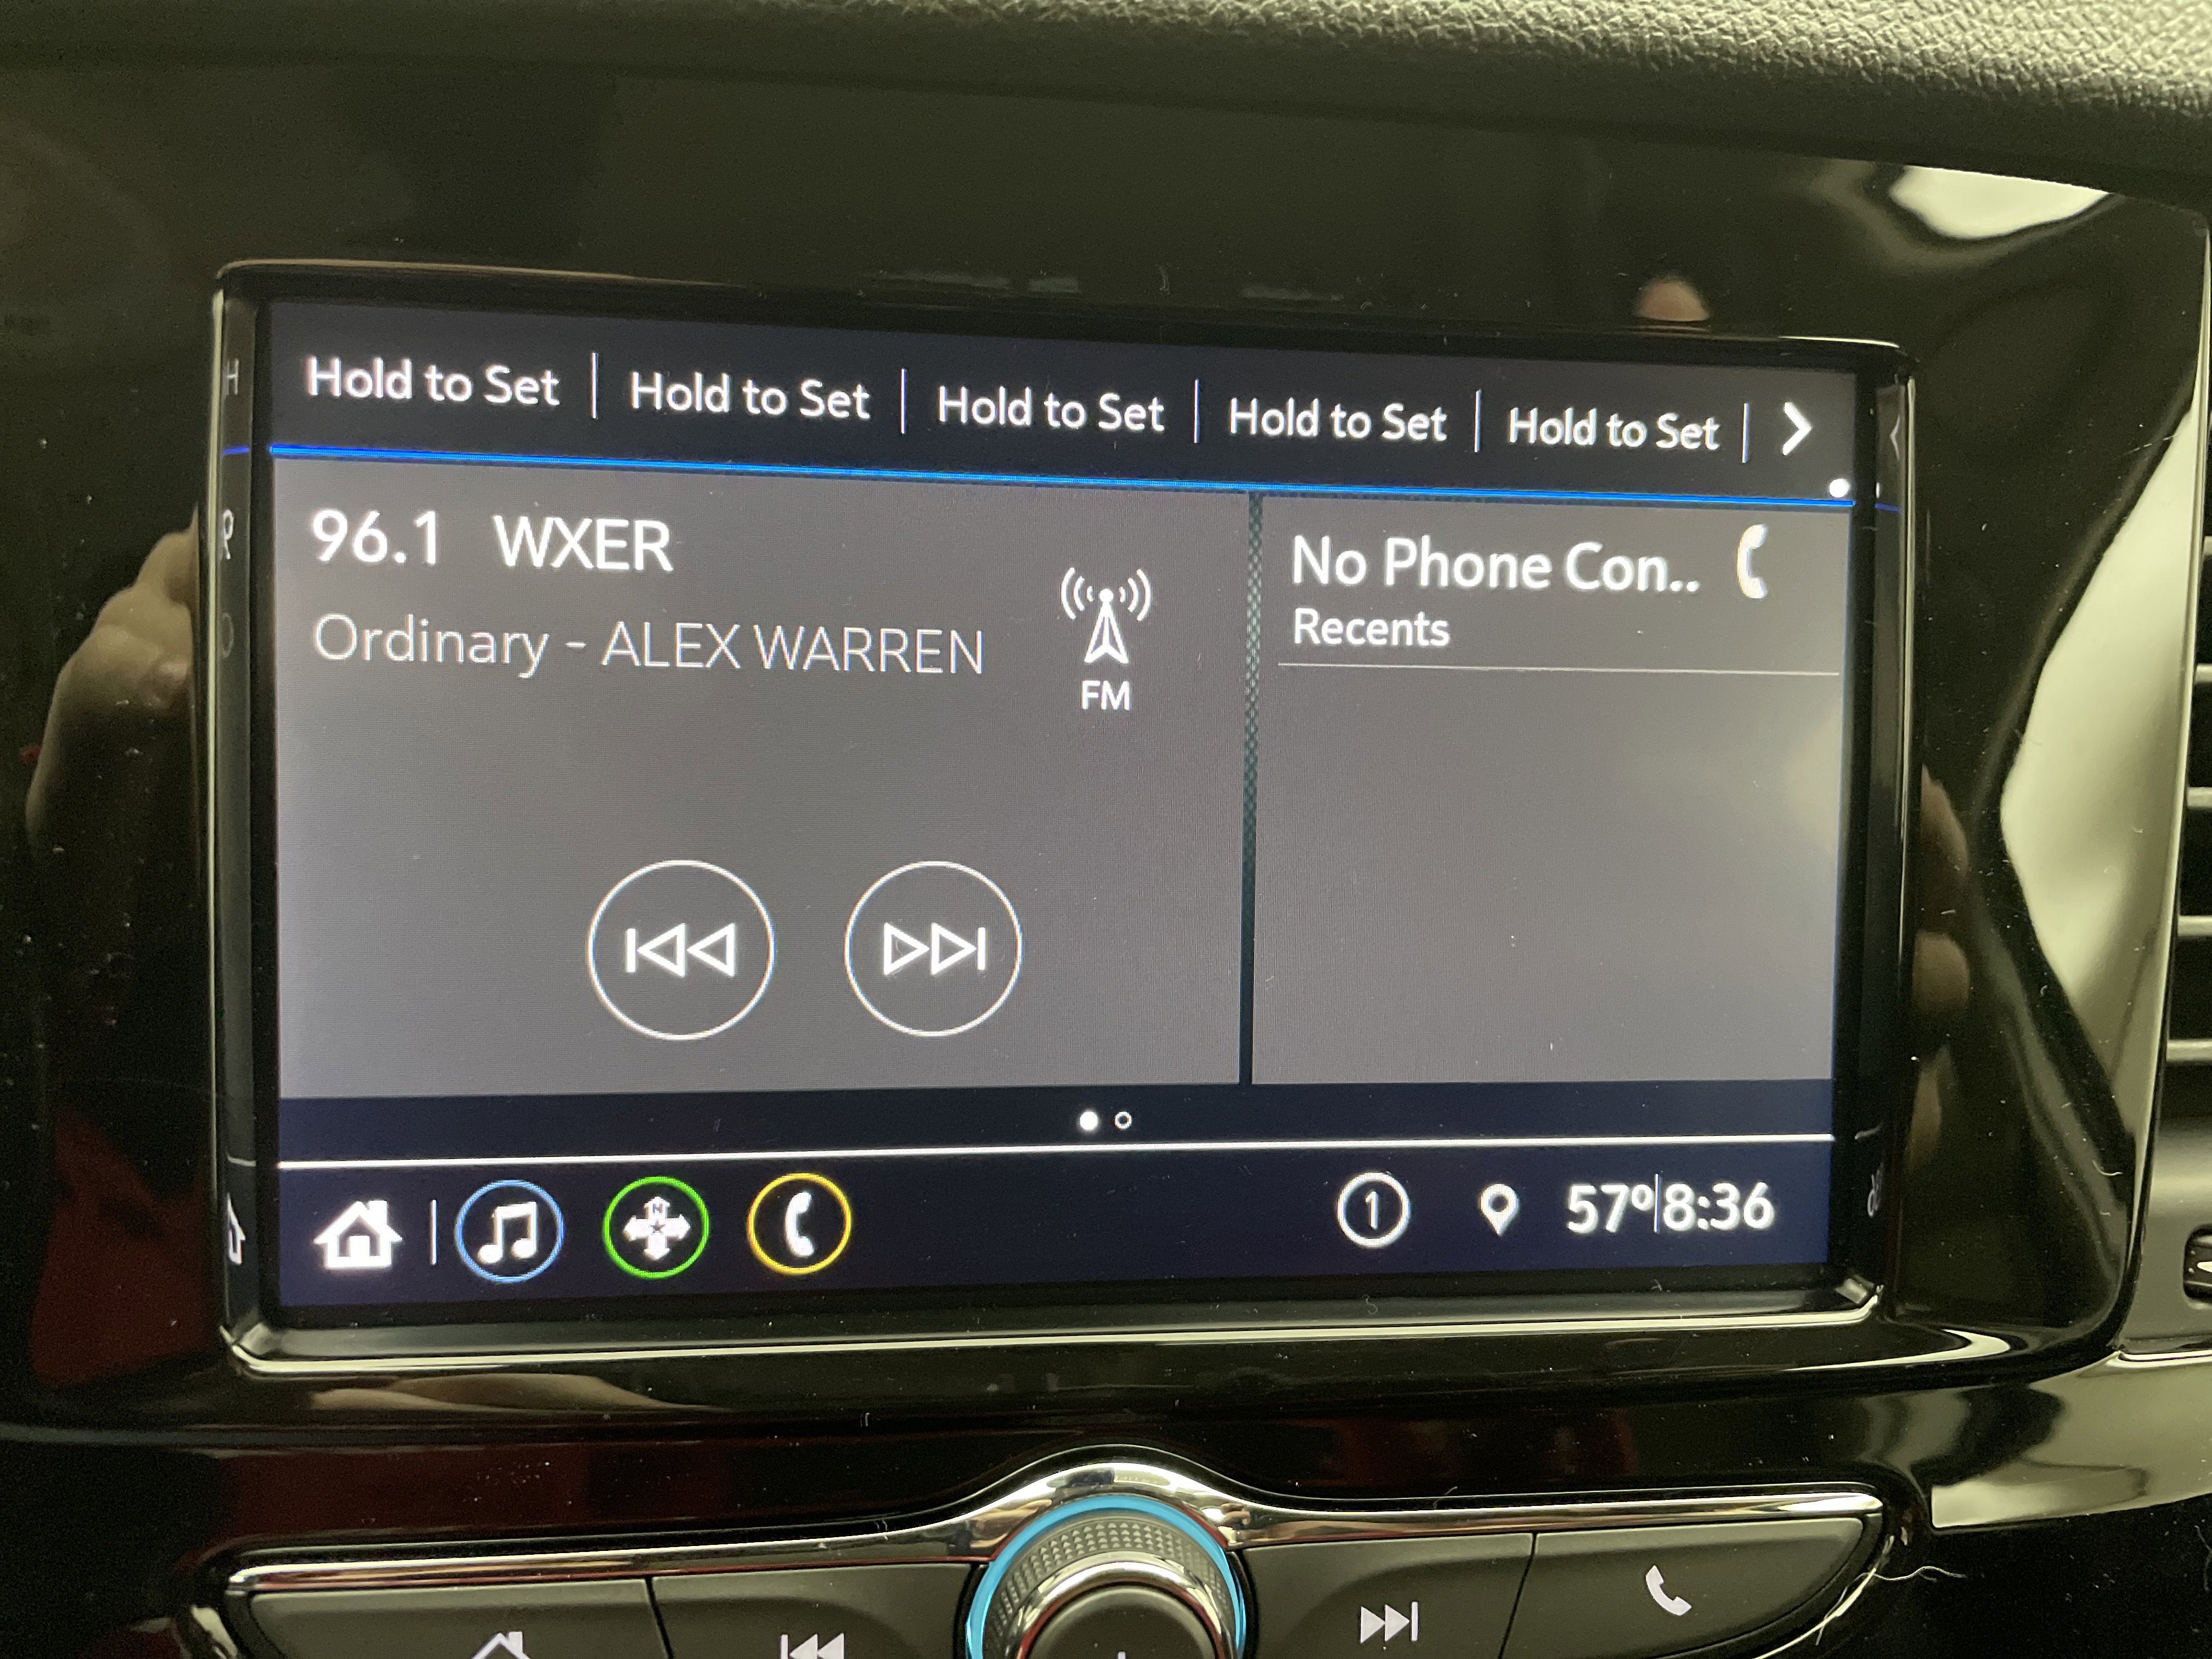 Hold to Set | Hold to Set | Hold to Set | Hold to Set | Hold to Set |
96.1 WXER
Ordinary - ALEX WARREN
FM
No Phone Con..
Recents
1 57°|8:36